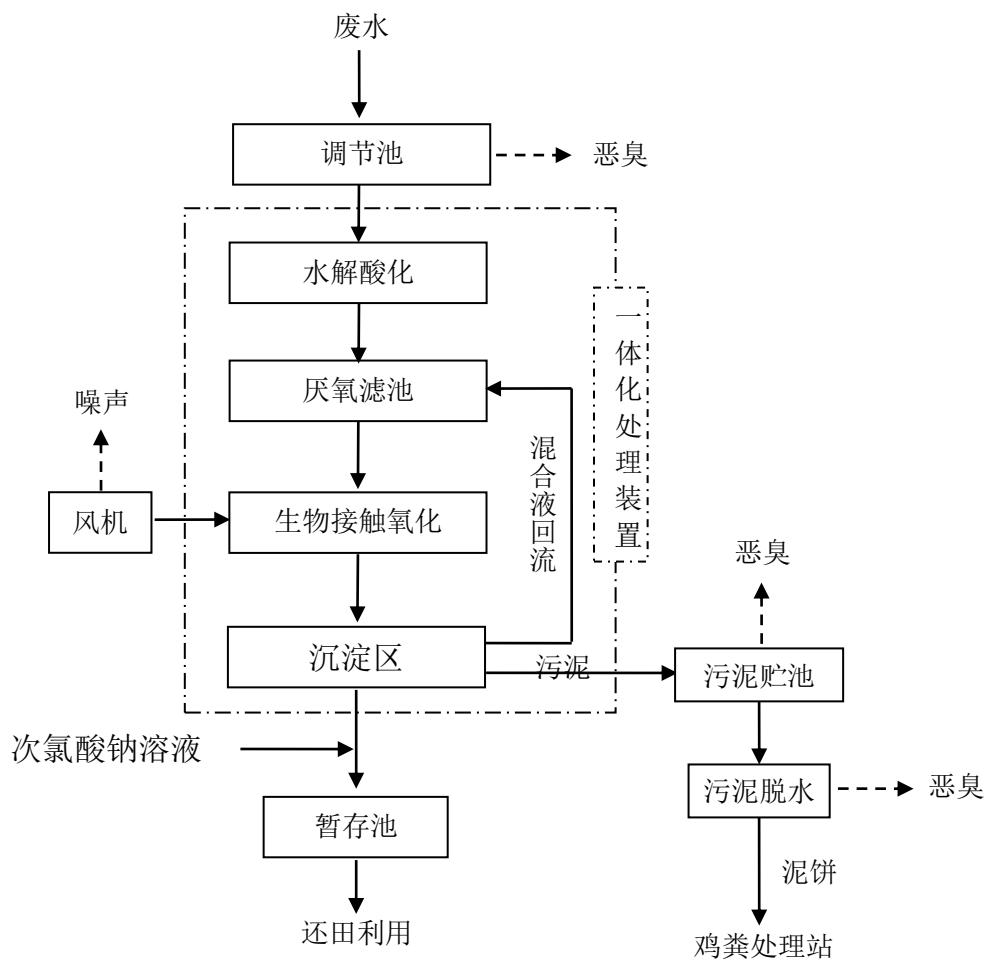 废水
调节池
恶臭
水解酸化
一体化处理装置
厌氧滤池
噪声
混合液回流
风机
生物接触氧化
恶臭
沉淀区
污泥
污泥贮池
次氯酸钠溶液
污泥脱水
恶臭
暂存池
泥饼
还田利用
鸡粪处理站